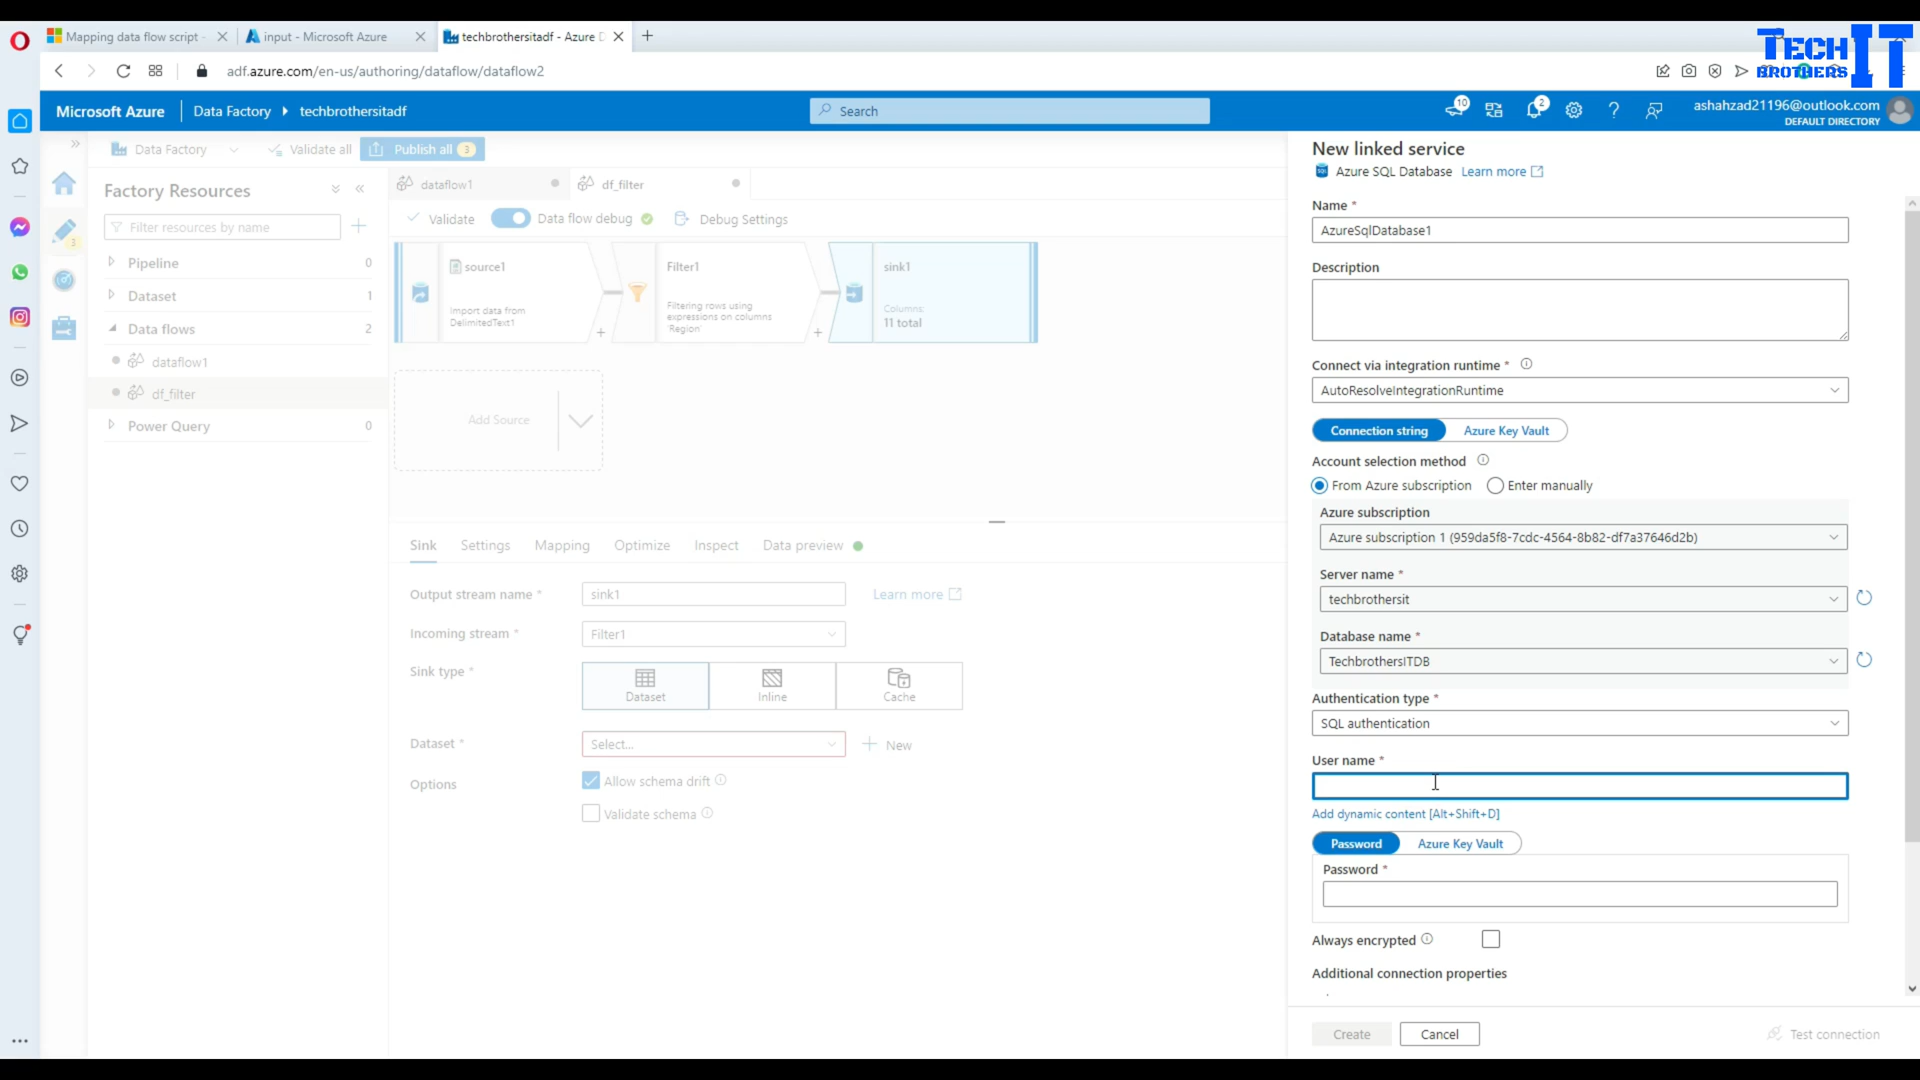 Mapping data flow script -
input - Microsoft Azure
techbrothersitadf - Azure D
TECH IT
BROTHERS
adf.azure.com/en-us/authoring/dataflow/dataflow2
Microsoft Azure
Data Factory
techbrothersitadf
Search
10
2
ashahzad21196@outlook.com
DEFAULT DIRECTORY
Data Factory
Validate all
Publish all
3
Factory Resources
Filter resources by name
3
Pipeline 0
Dataset 1
Data flows 2
dataflow1
df_filter
Power Query 0
dataflow1
df_filter
Validate
Data flow debug
Debug Settings
source1
Import data from
DelimitedText1
Filter1
Filtering rows using
expressions on columns
'Region'
sink1
Columns:
11 total
Add Source
Sink
Settings
Mapping
Optimize
Inspect
Data preview
Output stream name *
sink1
Learn more
Incoming stream *
Filter1
Sink type *
Dataset
Inline
Cache
Dataset *
Select...
New
Options
Allow schema drift
Validate schema
New linked service
Azure SQL Database Learn more
Name *
AzureSqlDatabase1
Description
Connect via integration runtime *
AutoResolveIntegrationRuntime
Connection string
Azure Key Vault
Account selection method
From Azure subscription
Enter manually
Azure subscription
Azure subscription 1 (959da5f8-7cdc-4564-8b82-df7a37646d2b)
Server name *
techbrothersit
Database name *
TechbrothersITDB
Authentication type *
SQL authentication
User name *
Add dynamic content [Alt+Shift+D]
Password
Azure Key Vault
Password *
Always encrypted
Additional connection properties
Create
Cancel
Test connection